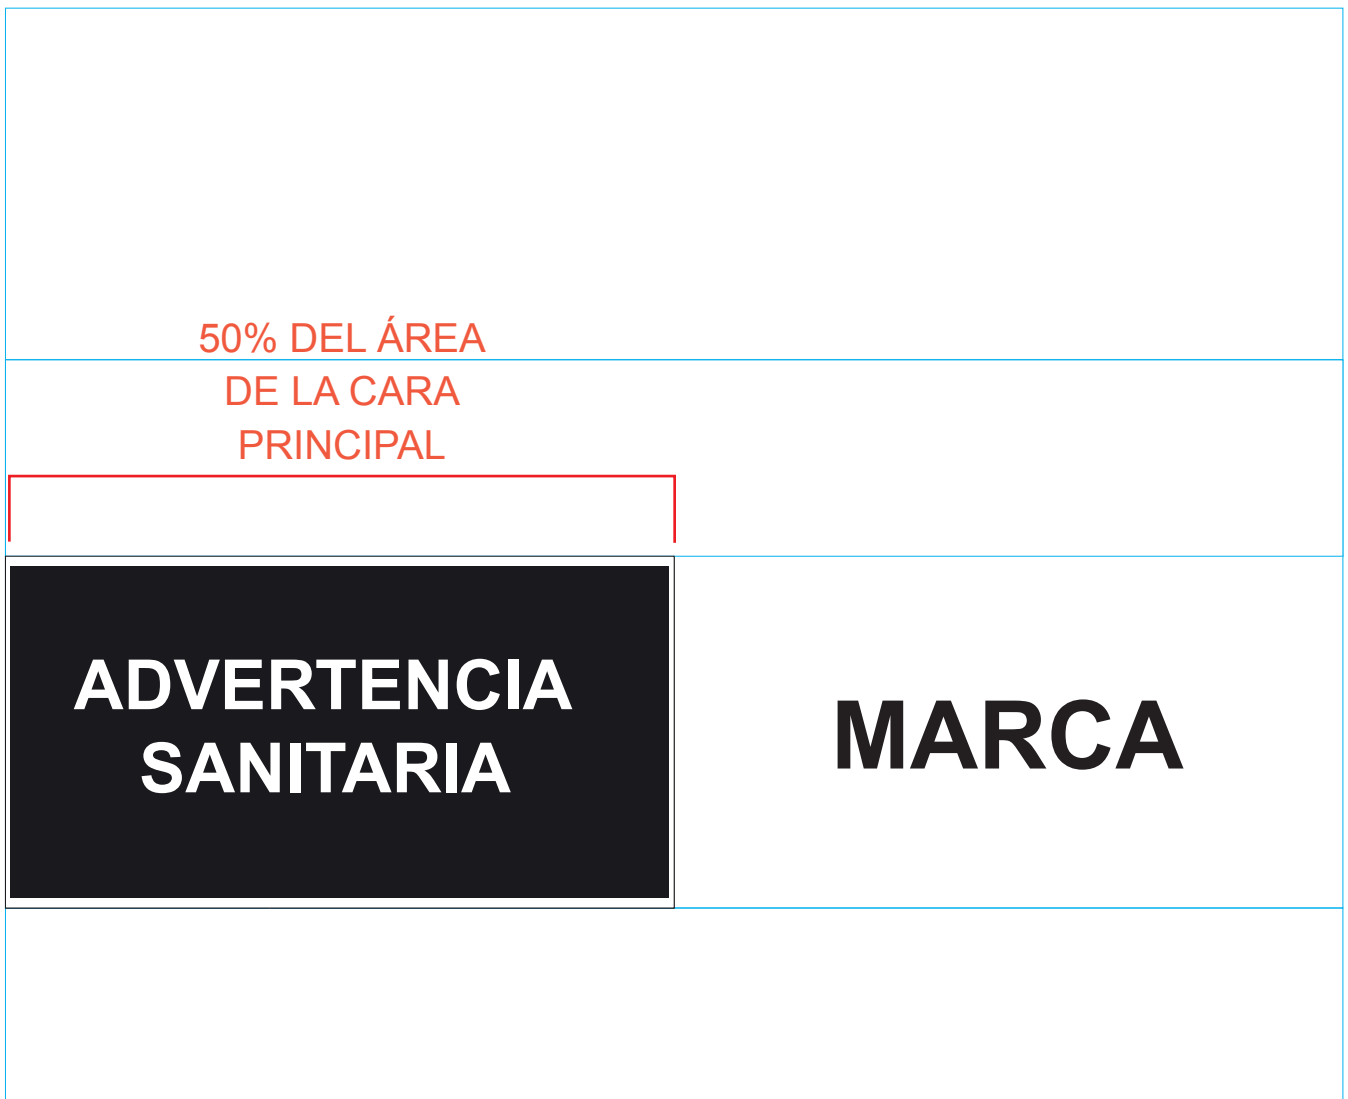 50% DEL ÁREA
DE LA CARA
PRINCIPAL
ADVERTENCIA
SANITARIA
MARCA